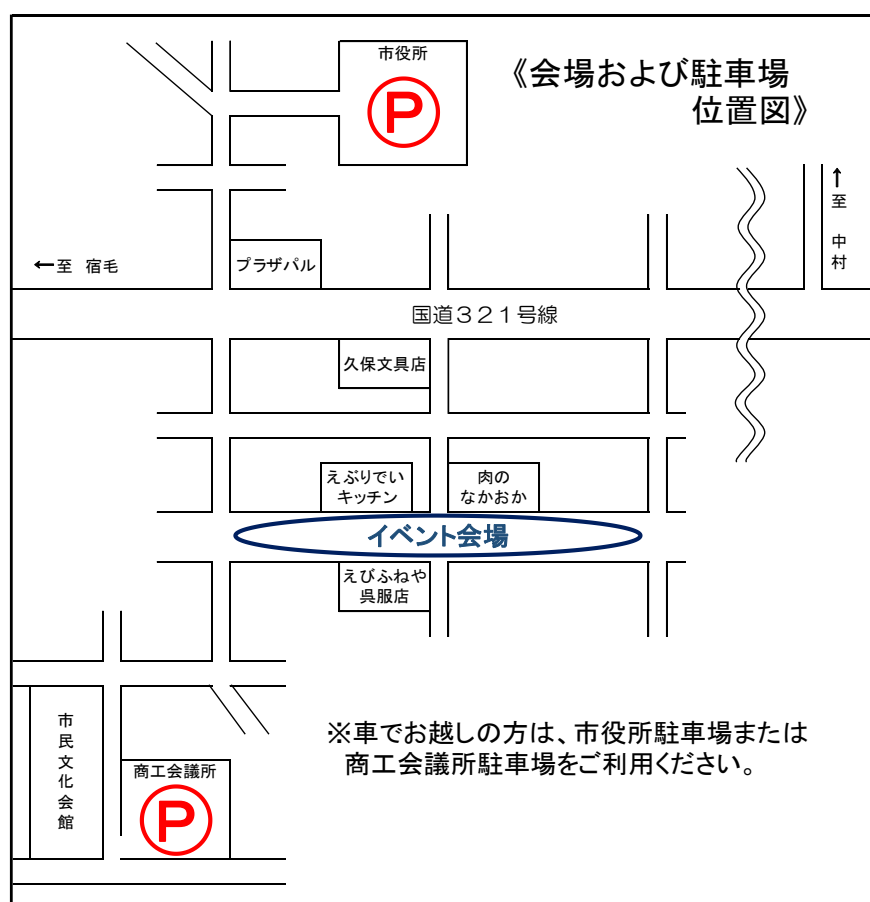 市役所
P
《会場および駐車場
位置図》
↑至 中村
←至 宿毛
プラザパル
国道321号線
久保文具店
えぶりでい
キッチン
肉の
なかおか
イベント会場
えびふねや
呉服店
市民文化会館
※車でお越しの方は、市役所駐車場または
商工会議所駐車場をご利用ください。
商工会議所
P